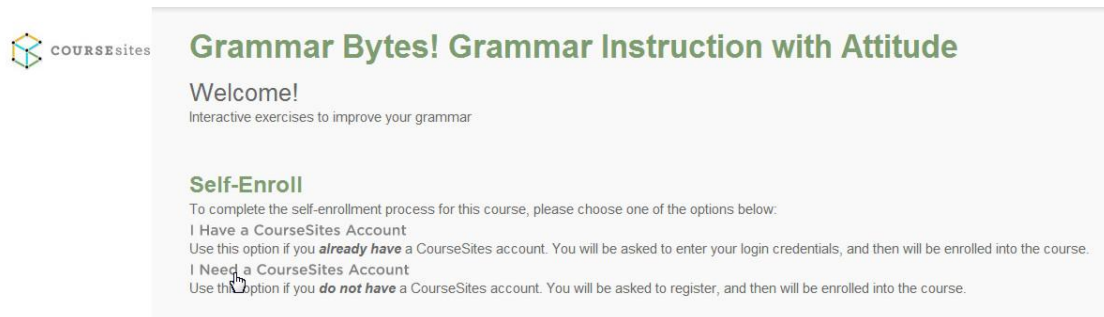 COURSEsites
Grammar Bytes! Grammar Instruction with Attitude
Welcome!
Interactive exercises to improve your grammar
Self-Enroll
To complete the self-enrollment process for this course, please choose one of the options below:
I Have a CourseSites Account
Use this option if you already have a CourseSites account. You will be asked to enter your login credentials, and then will be enrolled into the course.
I Need a CourseSites Account
Use this option if you do not have a CourseSites account. You will be asked to register, and then will be enrolled into the course.